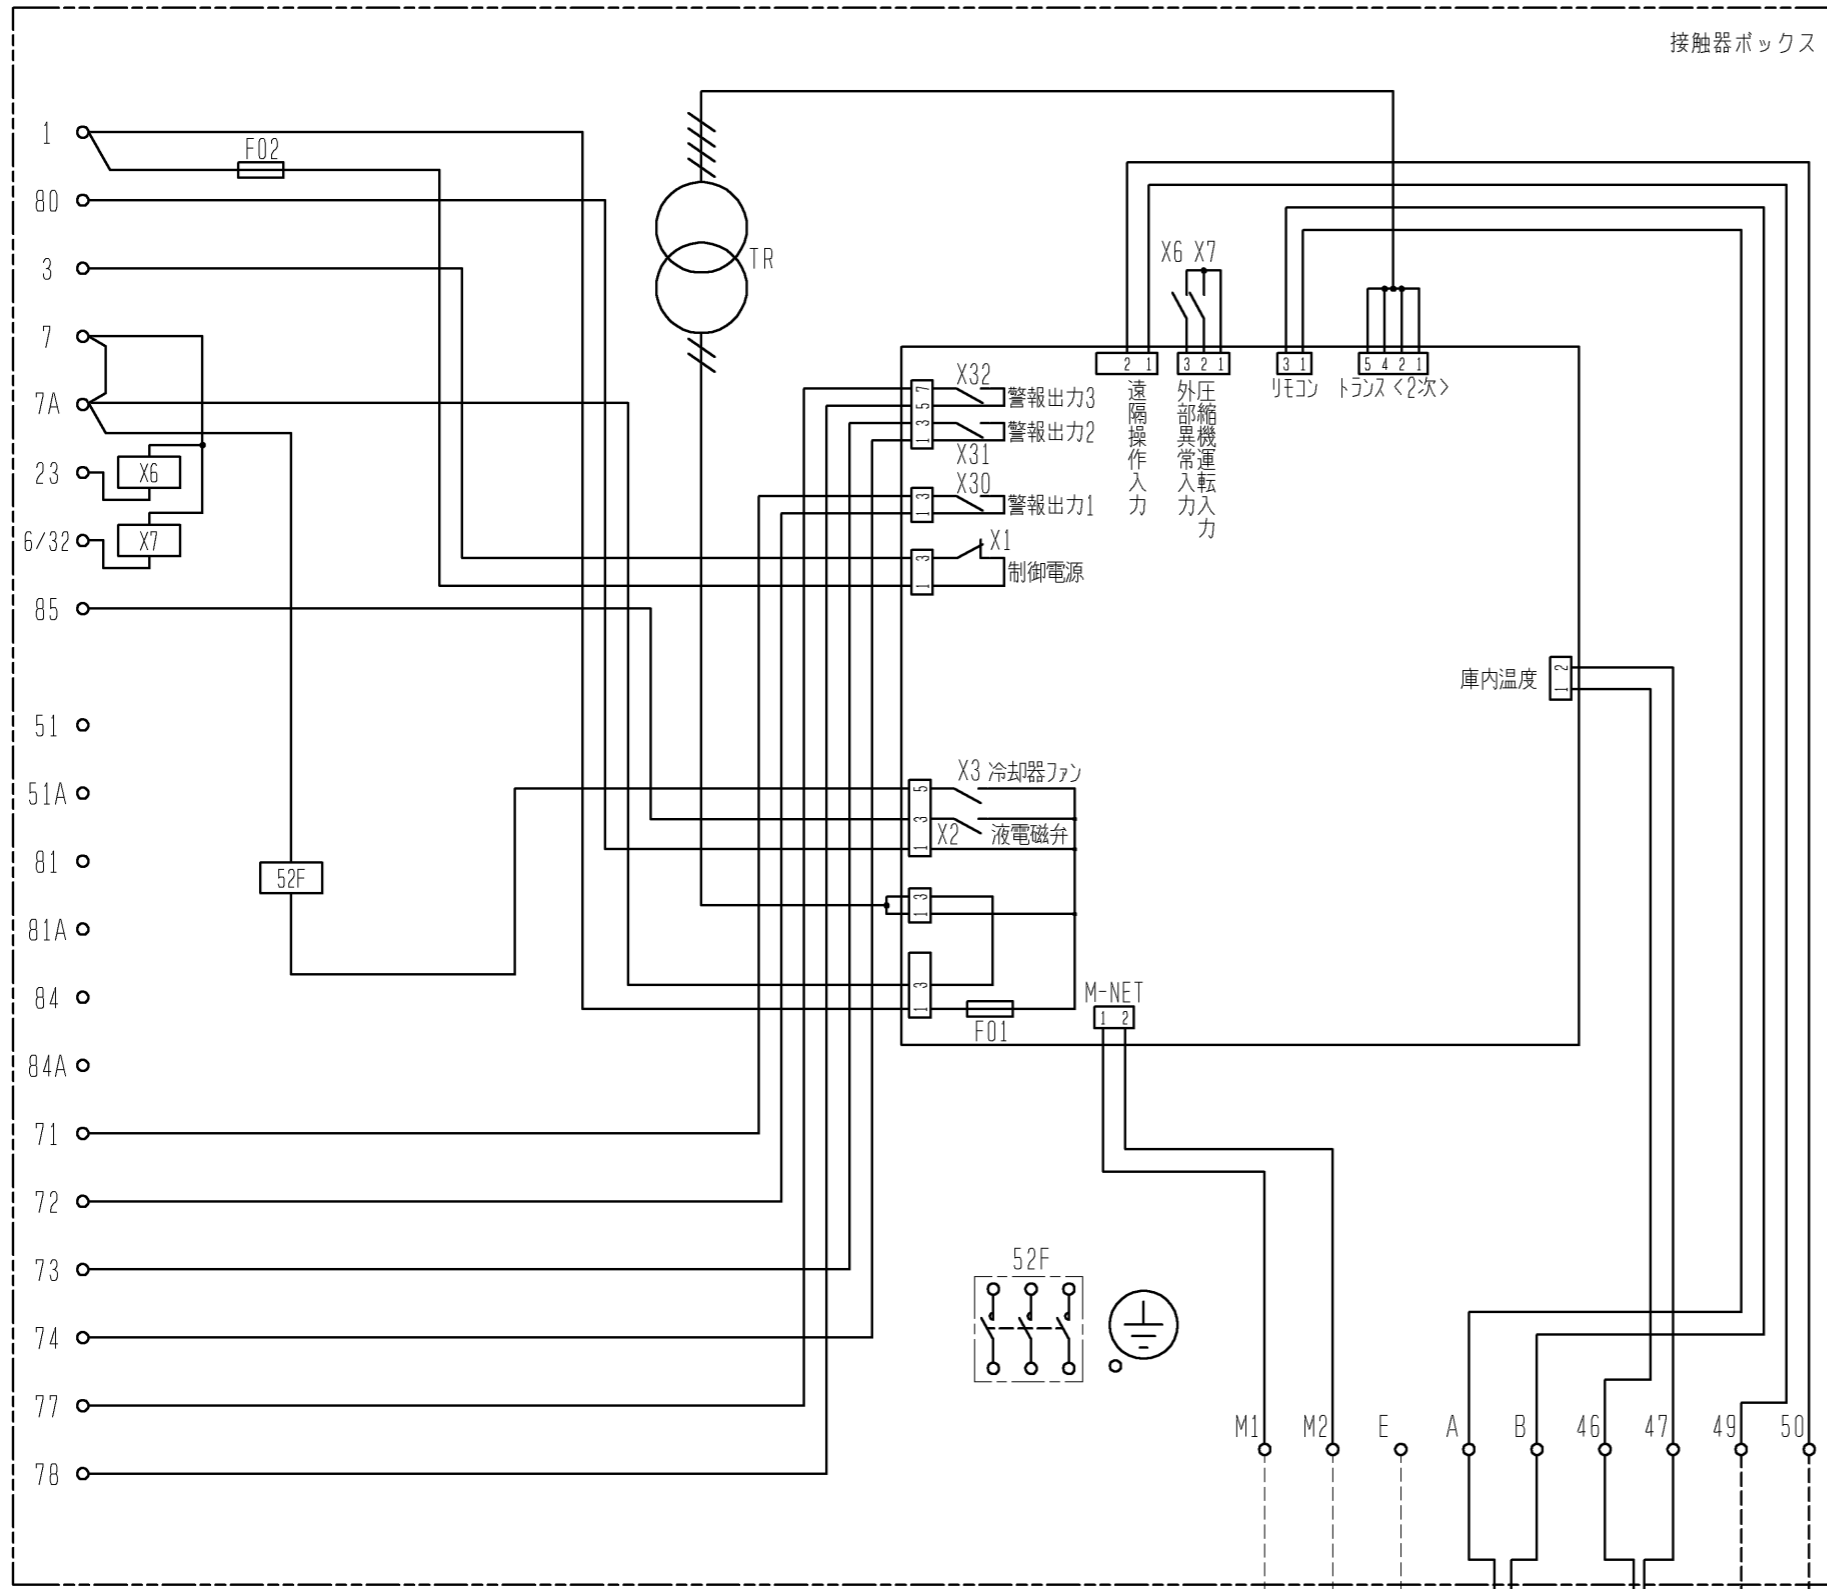 接触器ボックス
1
F02
80
3
TR
X6 X7
7
2 1
3 2 1
3 1
5 4 2 1
遠隔操作入力
外部異常入力
圧縮機運転入力
リモコン
トランス<2次>
7A
X32
7
5
警報出力3
3
1
警報出力2
X31
23
X6
X30
3
1
警報出力1
6/32
X7
X1
3
1
制御電源
85
庫内温度
2
1
51
51A
X3 冷却器ファン
5
3
1
X2
液電磁弁
81
52F
3
1
81A
84
3
1
F01
M-NET
1 2
84A
71
72
73
52F
74
77
M1
M2
E
A
B
46
47
49
50
78